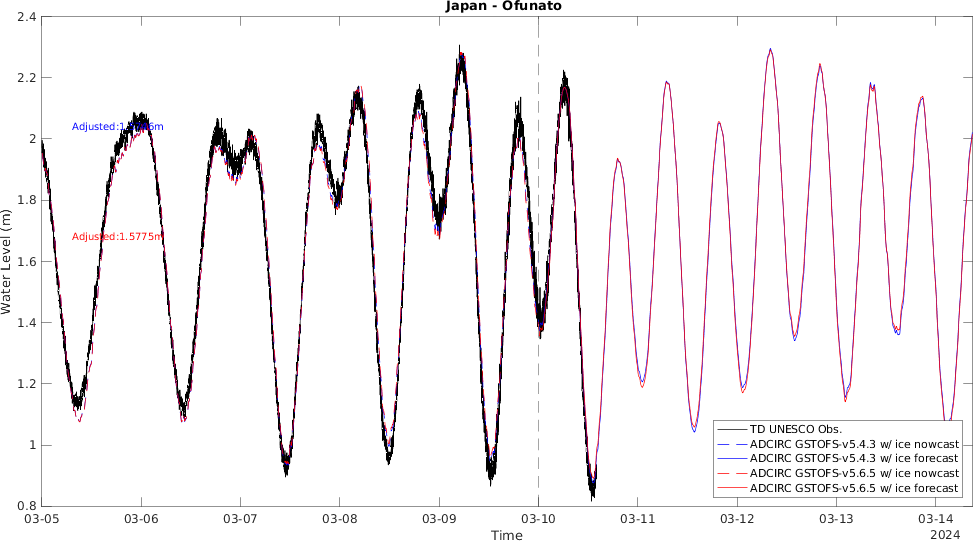 Japan - Ofunato
2.4
2.2
2
1.8
1.6
1.4
1.2
1
0.8
Water Level (m)
Adjusted:1.5775m
03-05
03-06
03-07
03-08
03-09
03-10
03-11
03-12
03-13
03-14
2024
Time
TD UNESCO Obs.
ADCIRC GSTOFS-v5.4.3 w/ ice nowcast
ADCIRC GSTOFS-v5.4.3 w/ ice forecast
ADCIRC GSTOFS-v5.6.5 w/ ice nowcast
ADCIRC GSTOFS-v5.6.5 w/ ice forecast